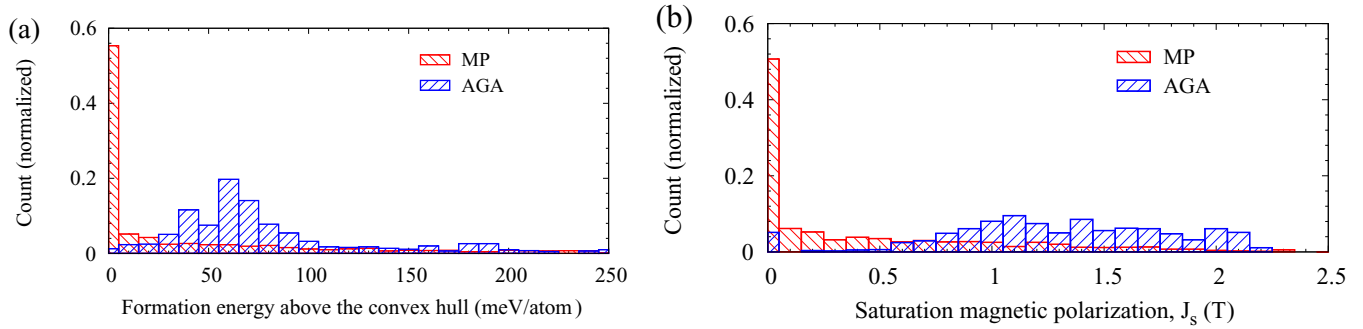 (a)
0.6
0.4
0.2
0
Count (normalized)
MP
AGA
0 50 100 150 200 250
Formation energy above the convex hull (meV/atom)
(b)
0.6
0.4
0.2
0
Count (normalized)
MP
AGA
0 0.5 1 1.5 2 2.5
Saturation magnetic polarization, Js (T)